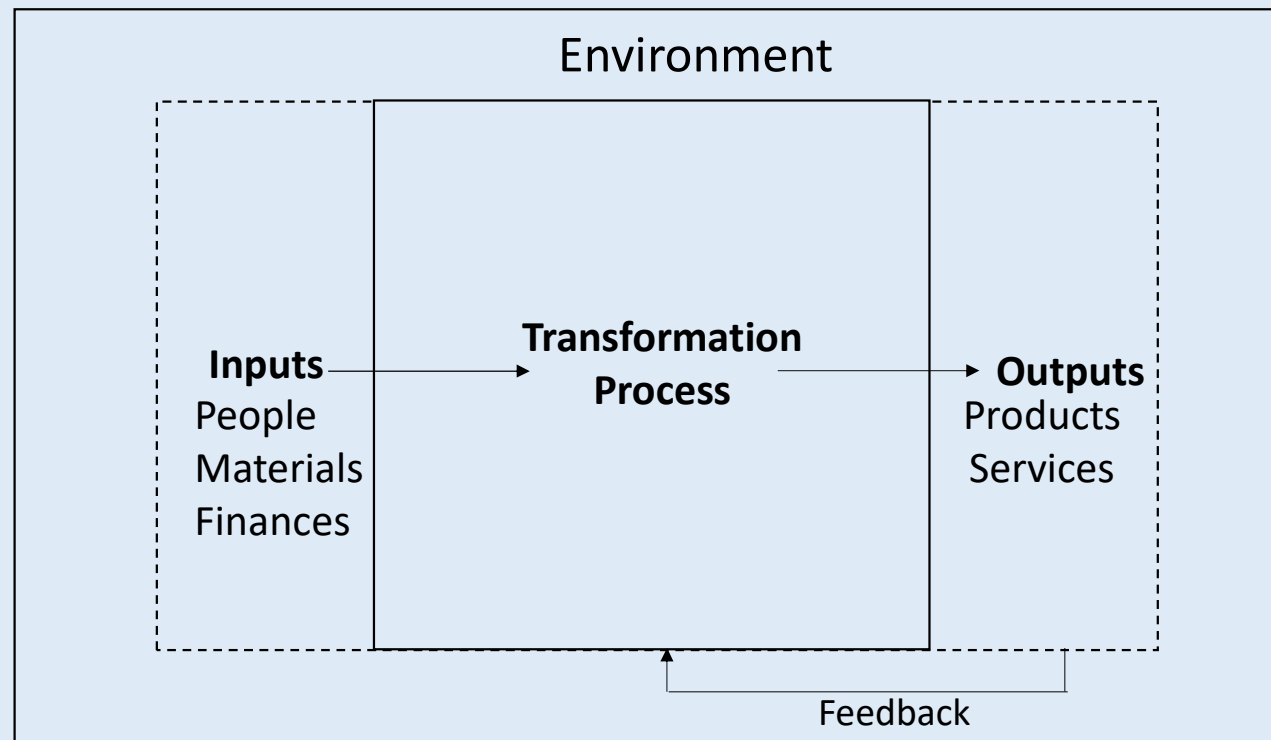 Environment
Inputs
People
Materials
Finances
Transformation
Process
Outputs
Products
Services
Feedback